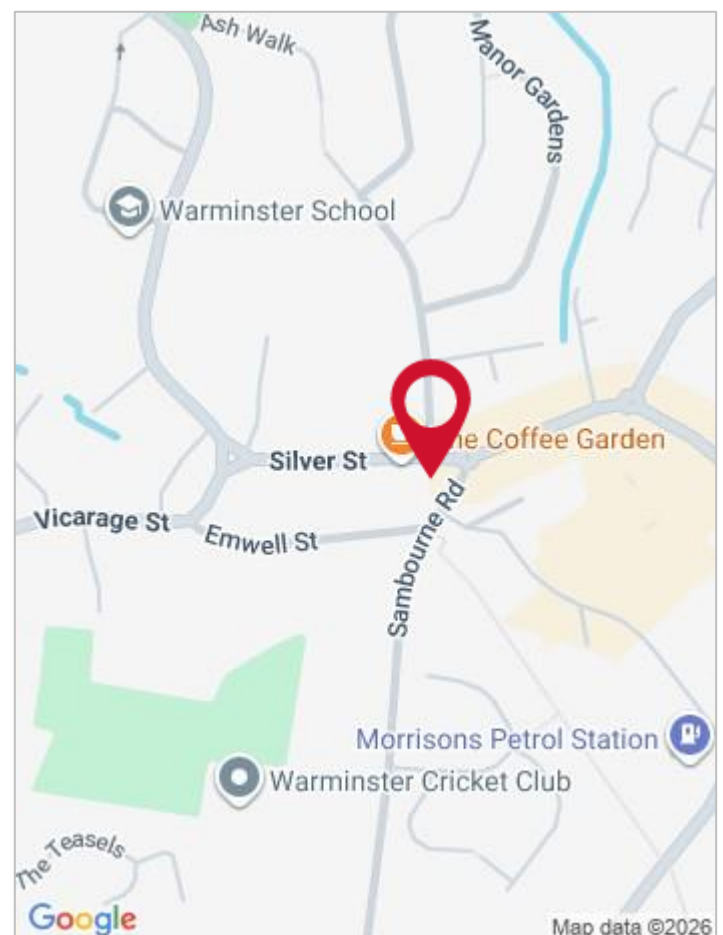 Ash Walk
Manor Gardens
Warminster School
Coffee Garden
Silver St
Vicarage St
Emwell St
Sambourne Rd
Morrisons Petrol Station
Warminster Cricket Club
The Teasels
Google
Map data ©2026